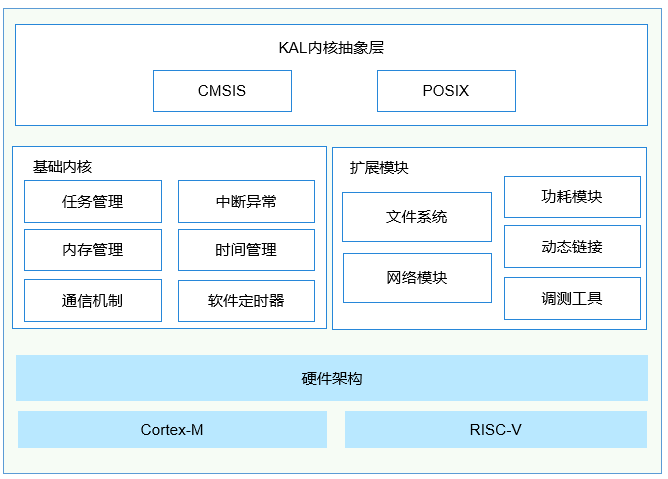 KAL内核抽象层
CMSIS
POSIX
基础内核
任务管理
中断异常
内存管理
时间管理
通信机制
软件定时器
扩展模块
文件系统
网络模块
功耗模块
动态链接
调测工具
硬件架构
Cortex-M
RISC-V